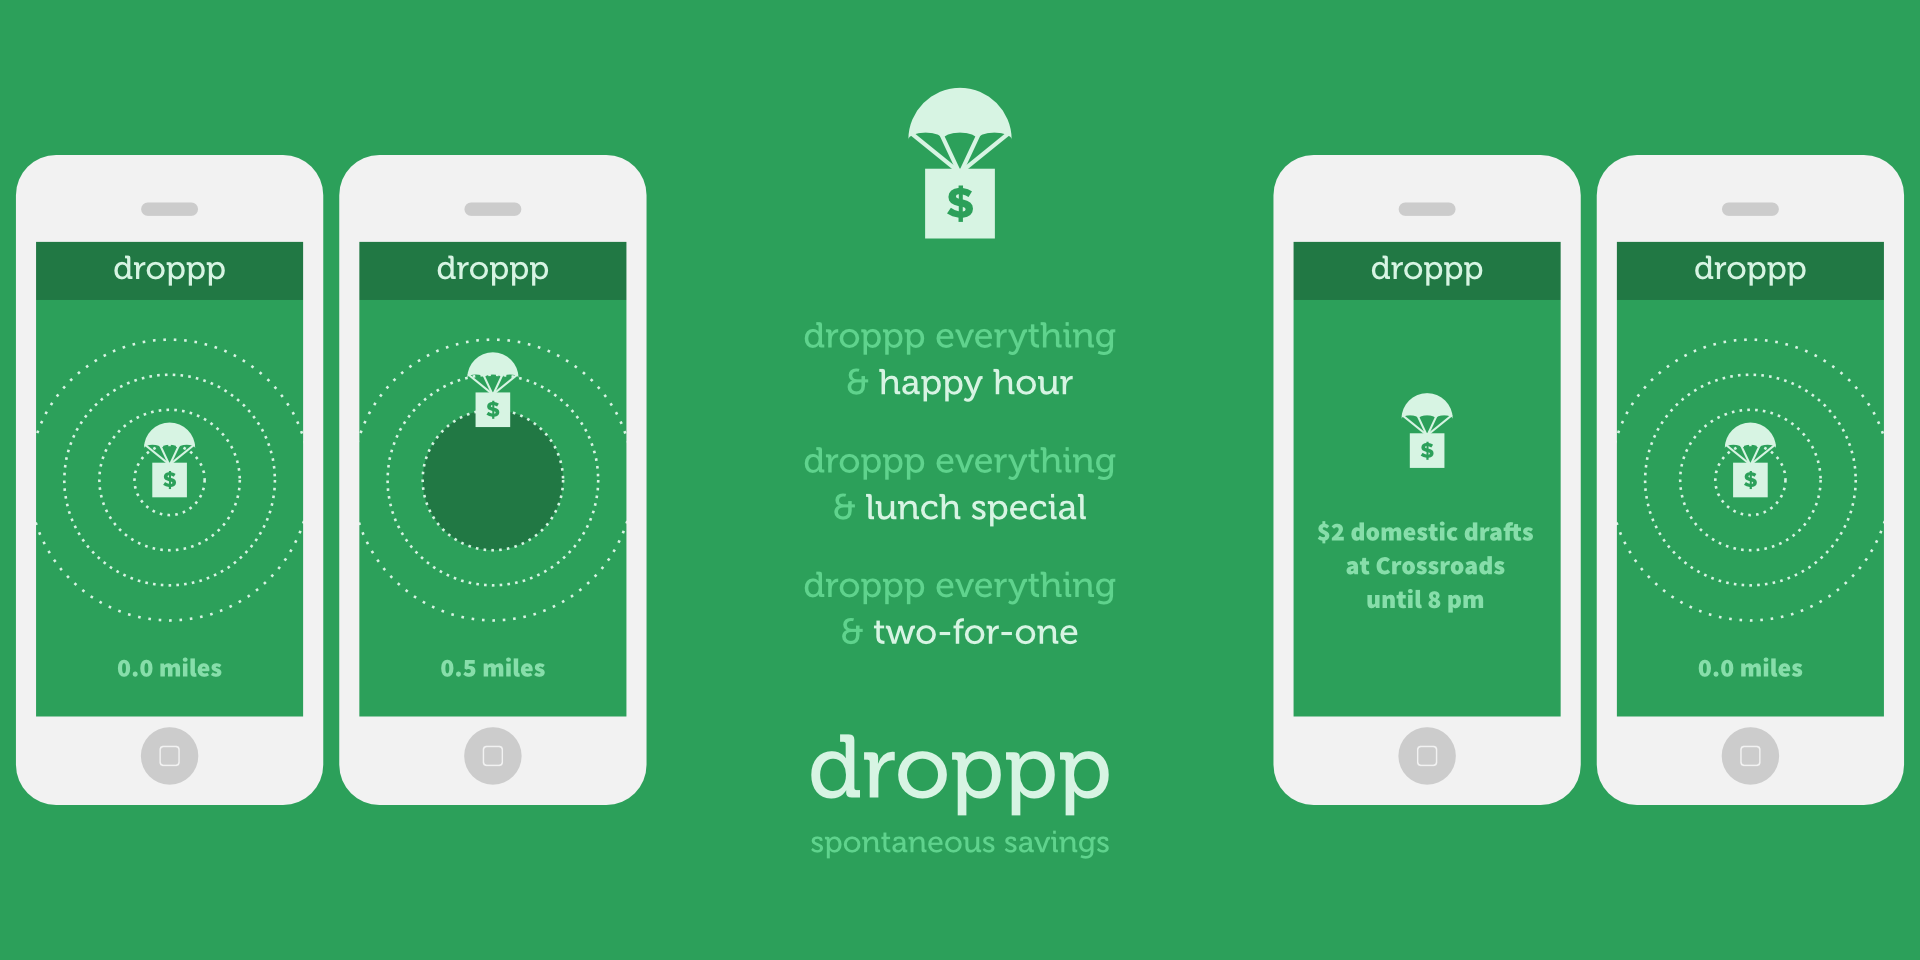 droppp
$
0.0 miles
droppp
$
0.5 miles
$
droppp everything
& happy hour
droppp everything
& lunch special
droppp everything
& two-for-one
droppp
spontaneous savings
droppp
$
$2 domestic drafts
at Crossroads
until 8 pm
droppp
$
0.0 miles